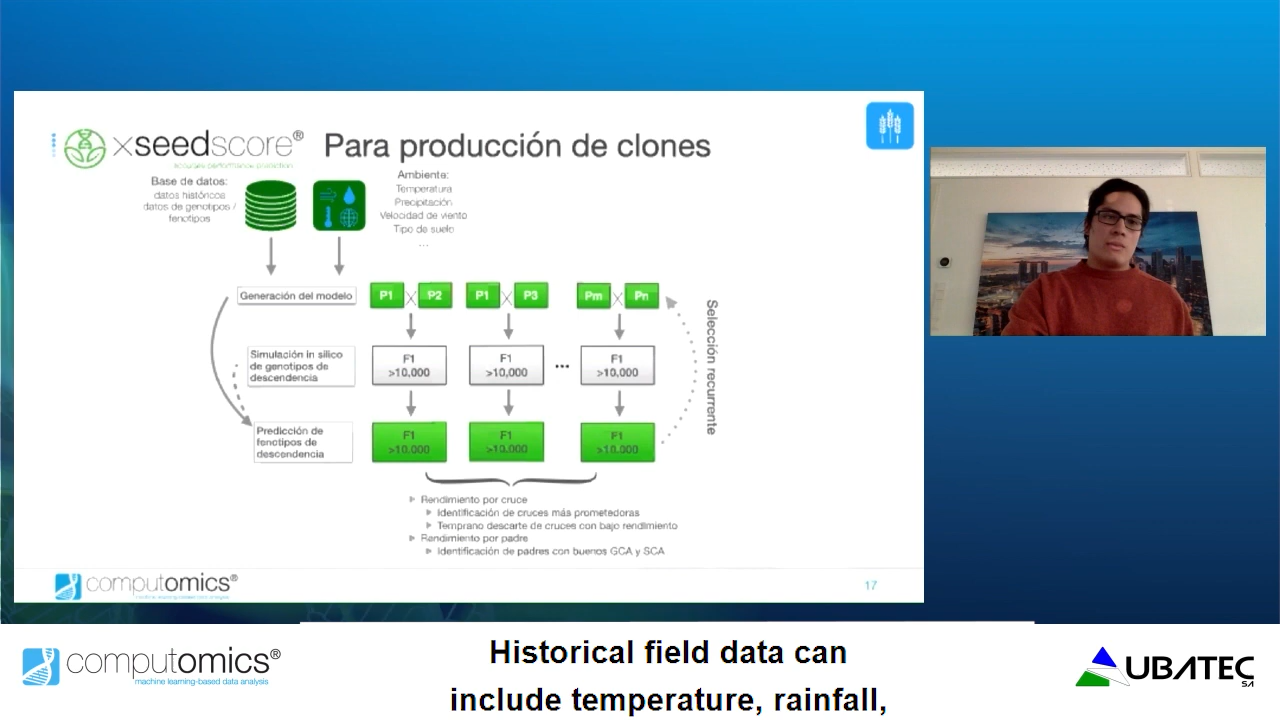 xseedscore® Para producción de clones
Base de datos:
datos históricos
datos de genotipos /
fenotipos
Ambiente:
Temperatura
Precipitación
Velocidad de viento
Tipo de suelo
...
Generación del modelo
P1 X P2
P1 X P3
Pm X Pn
Simulación in silico
de genotipos de
descendencia
F1
>10,000
F1
>10,000
...
F1
>10,000
Predicción de
fenotipos de
descendencia
F1
>10.000
F1
>10.000
F1
>10.000
Selección recurrente
Rendimiento por cruce
Identificación de cruces más prometedoras
Temprano descarte de cruces con bajo rendimiento
Rendimiento por padre
Identificación de padres con buenos GCA y SCA
computomics®
17
computomics®
machine learning-based data analysis
Historical field data can
include temperature, rainfall,
UBATEC
SA